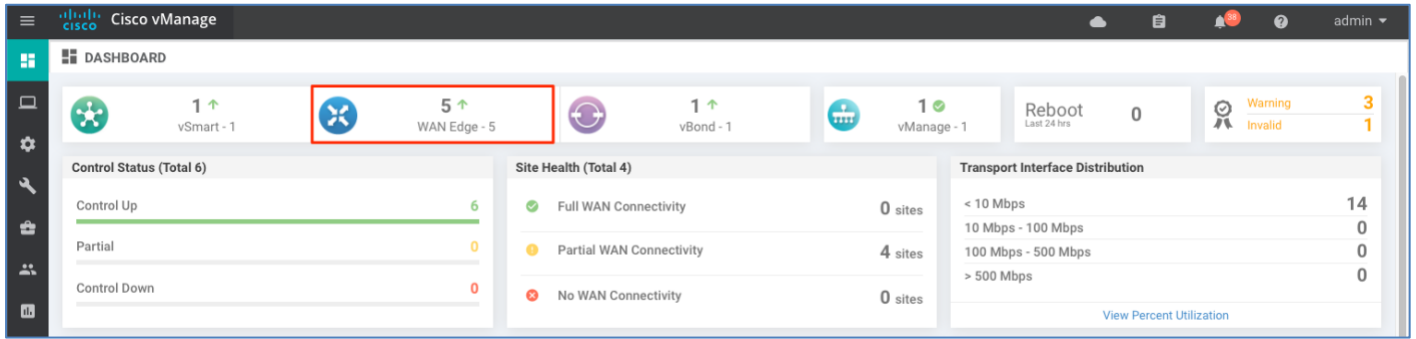 CISCO Cisco vManage 38 admin
DASHBOARD
1 5 1 1 Reboot 0 Warning 3
vSmart - 1 WAN Edge - 5 vBond - 1 vManage - 1 Last 24 hrs Invalid 1
Control Status (Total 6) Site Health (Total 4) Transport Interface Distribution
Control Up 6 Full WAN Connectivity 0 sites < 10 Mbps 14
10 Mbps - 100 Mbps 0
Partial 0 Partial WAN Connectivity 4 sites 100 Mbps - 500 Mbps 0
> 500 Mbps 0
Control Down 0 No WAN Connectivity 0 sites
View Percent Utilization